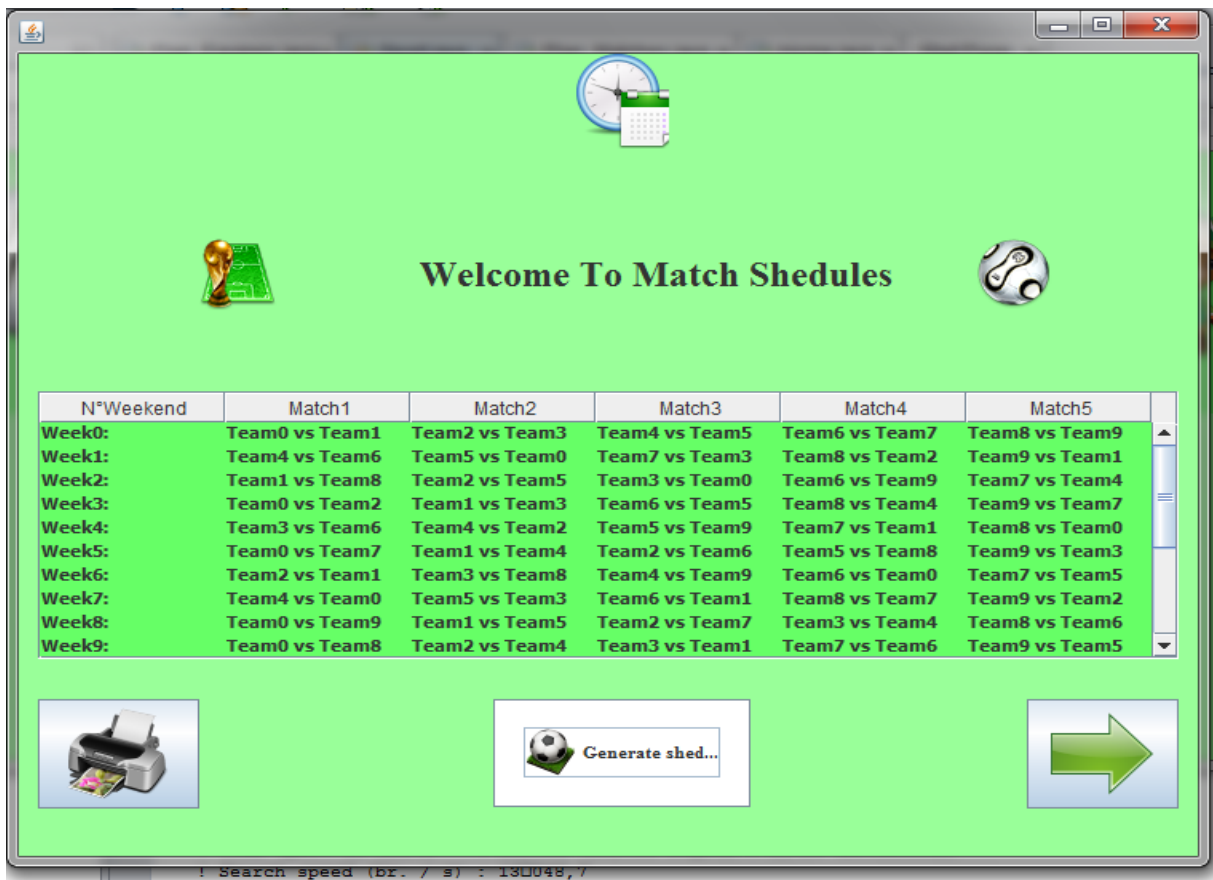 Welcome To Match Shedules
N°Weekend Match1 Match2 Match3 Match4 Match5
Week0: Team0 vs Team1 Team2 vs Team3 Team4 vs Team5 Team6 vs Team7 Team8 vs Team9
Week1: Team4 vs Team6 Team5 vs Team0 Team7 vs Team3 Team8 vs Team2 Team9 vs Team1
Week2: Team1 vs Team8 Team2 vs Team5 Team3 vs Team0 Team6 vs Team9 Team7 vs Team4
Week3: Team0 vs Team2 Team1 vs Team3 Team6 vs Team5 Team8 vs Team4 Team9 vs Team7
Week4: Team3 vs Team6 Team4 vs Team2 Team5 vs Team9 Team7 vs Team1 Team8 vs Team0
Week5: Team0 vs Team7 Team1 vs Team4 Team2 vs Team6 Team5 vs Team8 Team9 vs Team3
Week6: Team2 vs Team1 Team3 vs Team8 Team4 vs Team9 Team6 vs Team0 Team7 vs Team5
Week7: Team4 vs Team0 Team5 vs Team3 Team6 vs Team1 Team8 vs Team7 Team9 vs Team2
Week8: Team0 vs Team9 Team1 vs Team5 Team2 vs Team7 Team3 vs Team4 Team8 vs Team6
Week9: Team0 vs Team8 Team2 vs Team4 Team3 vs Team1 Team7 vs Team6 Team9 vs Team5
Generate shed...
! Search speed (br. / s) : 13□048,7